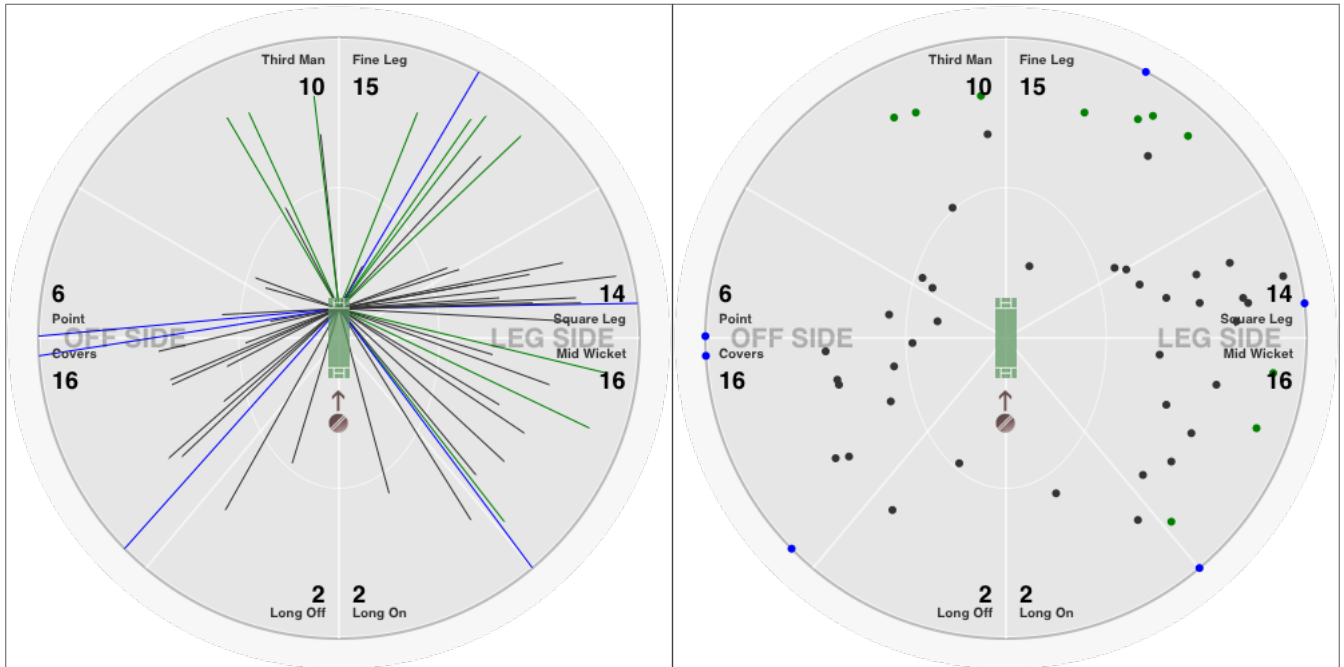 Third Man Fine Leg
10 15
6 14
Point Square Leg
OFF SIDE LEG SIDE
Covers Mid Wicket
16 16
2 2
Long Off Long On
Third Man Fine Leg
10 15
6 14
Point Square Leg
OFF SIDE LEG SIDE
Covers Mid Wicket
16 16
2 2
Long Off Long On